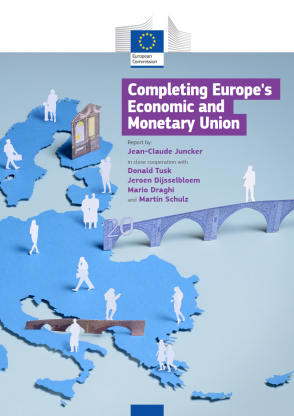 European
Commission
Completing Europe's
Economic and
Monetary Union
Report by:
Jean-Claude Juncker
in close cooperation with
Donald Tusk
Jeroen Dijsselbloem
Mario Draghi
and Martin Schulz
20